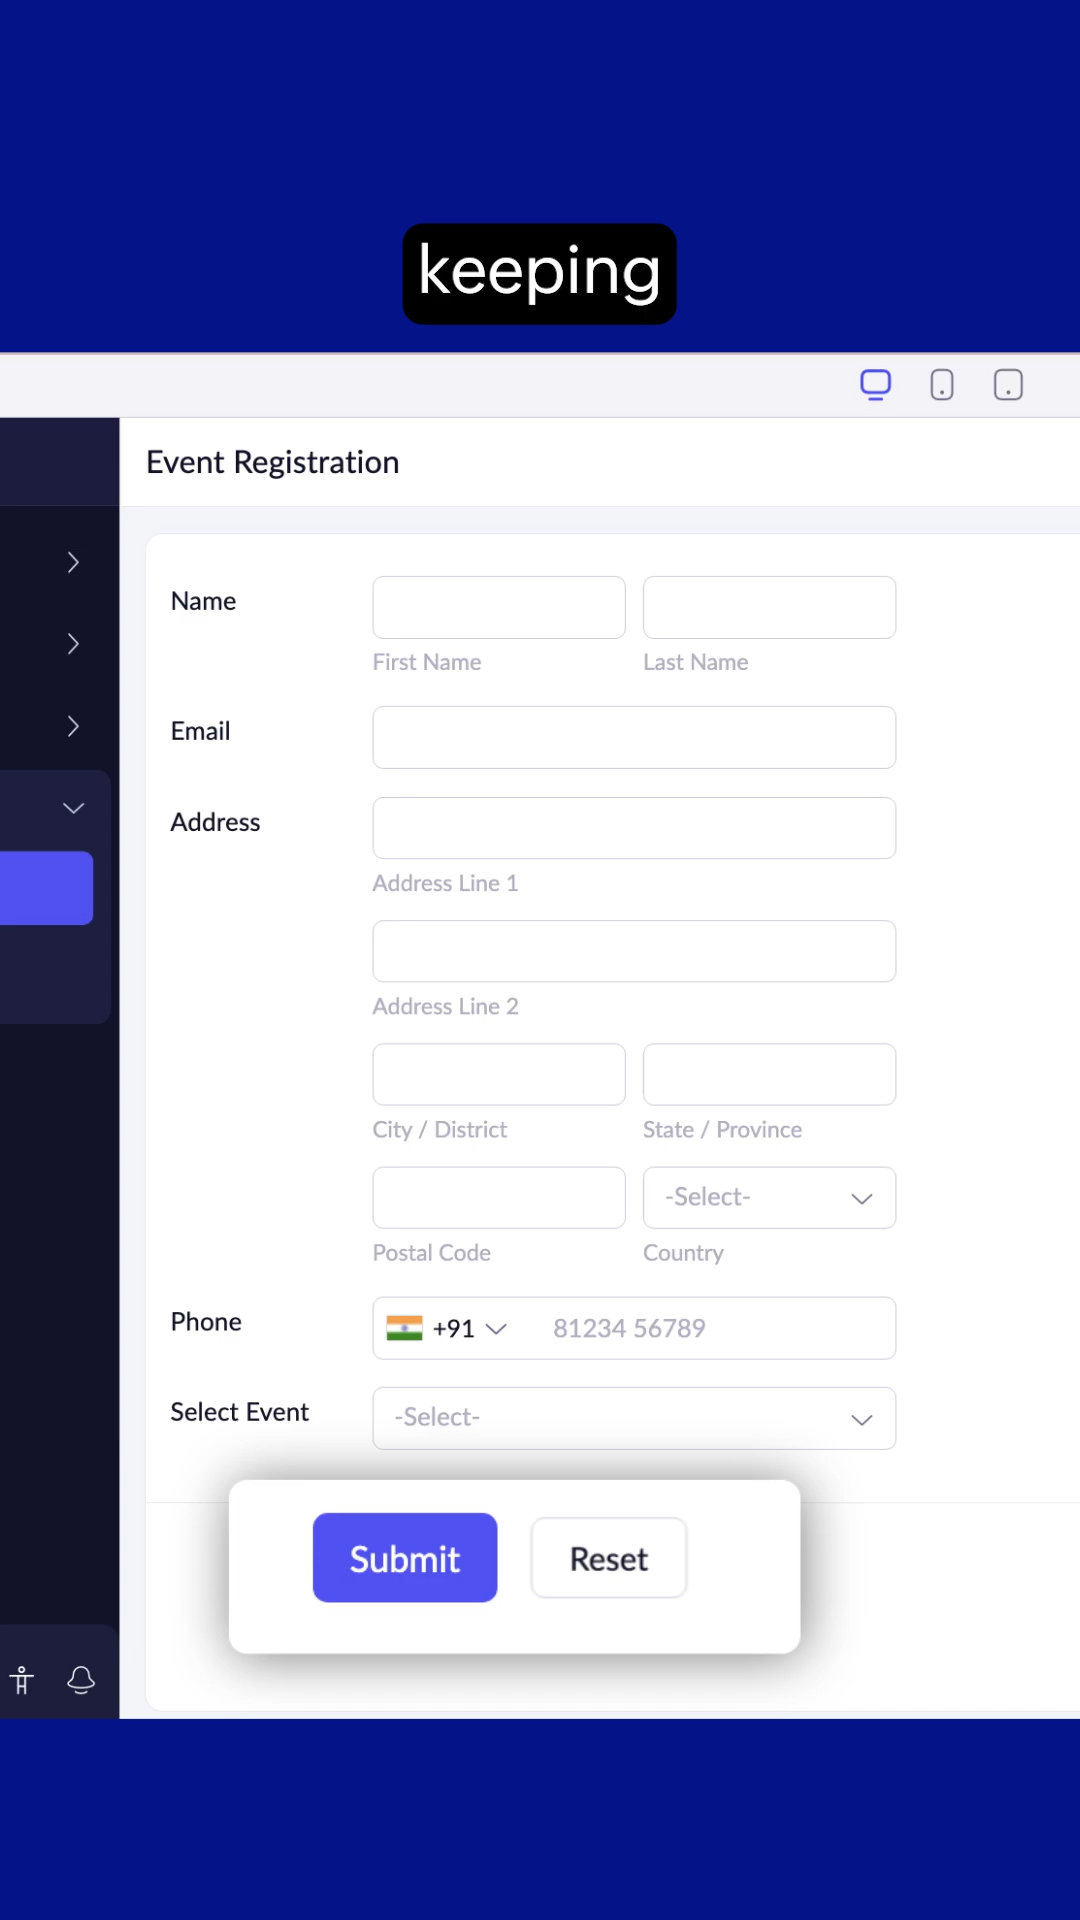 keeping
Event Registration
Name
First Name Last Name
Email
Address
Address Line 1
Address Line 2
City / District State / Province
-Select-
Postal Code Country
Phone +91 81234 56789
Select Event -Select-
Submit Reset